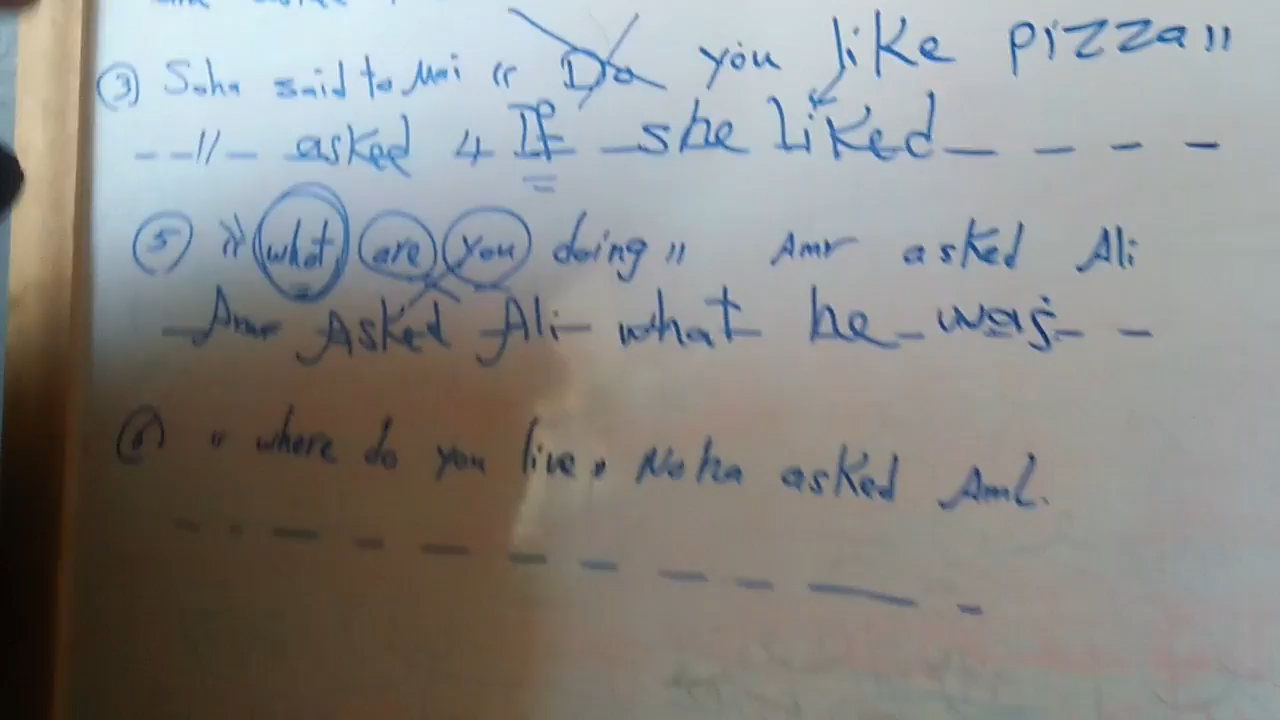 ③ Soha said to Mai " Do you like pizza "
_ _ " _ asked 4 If she liked _ _ _ _
⑤ " what are you doing " Amr asked Ali
_ Amr Asked Ali _ what he _ was _ _
⑥ " where do you live, Noha asked Aml.